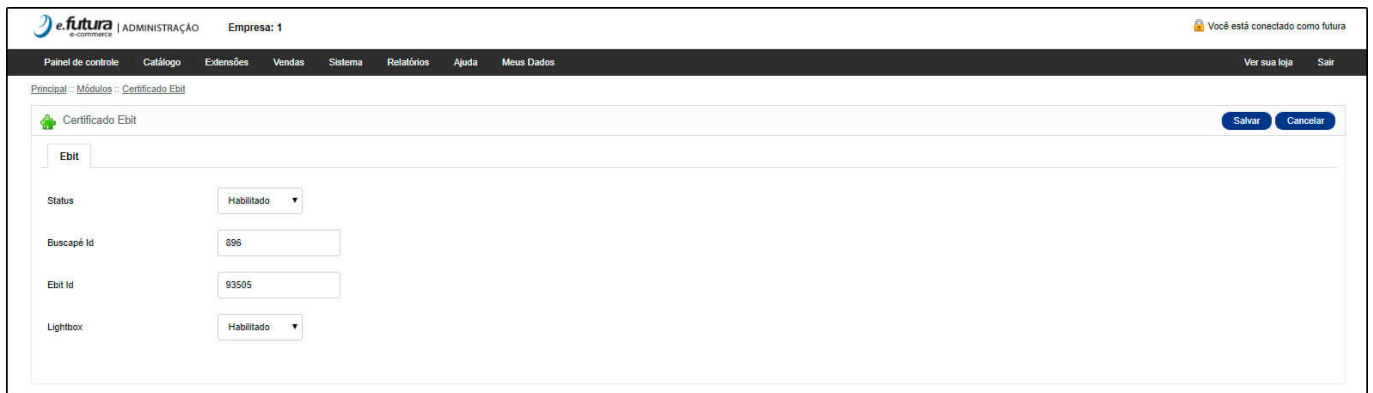 e.futura e-commerce | ADMINISTRAÇÃO Empresa: 1 Você está conectado como futura
Painel de controle Catálogo Extensões Vendas Sistema Relatórios Ajuda Meus Dados Ver sua loja Sair
Principal :: Módulos :: Certificado Ebit
Certificado Ebit Salvar Cancelar
Ebit
Status Habilitado
Buscapé Id 896
Ebit Id 93505
Lightbox Habilitado